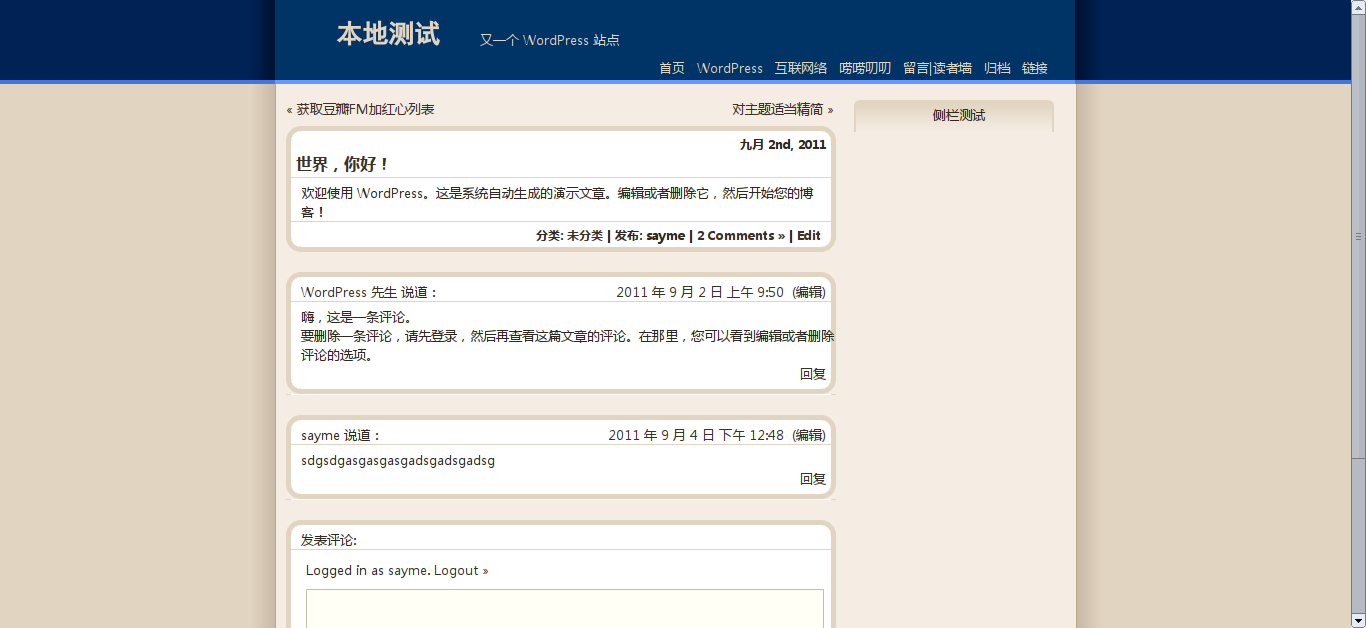 本地测试
又一个 WordPress 站点
首页 WordPress 互联网络 唠唠叨叨 留言|读者墙 归档 链接
« 获取豆瓣FM加红心列表
对主题适当精简 »
侧栏测试
九月 2nd, 2011
世界，你好！
欢迎使用 WordPress。这是系统自动生成的演示文章。编辑或者删除它，然后开始您的博
客！
分类: 未分类 | 发布: sayme | 2 Comments » | Edit
WordPress 先生 说道：
2011 年 9 月 2 日 上午 9:50 (编辑)
嗨，这是一条评论。
要删除一条评论，请先登录，然后再查看这篇文章的评论。在那里，您可以看到编辑或者删除
评论的选项。
回复
sayme 说道：
2011 年 9 月 4 日 下午 12:48 (编辑)
sdgsdgasgasgasgadsgadsgadsg
回复
发表评论:
Logged in as sayme. Logout »